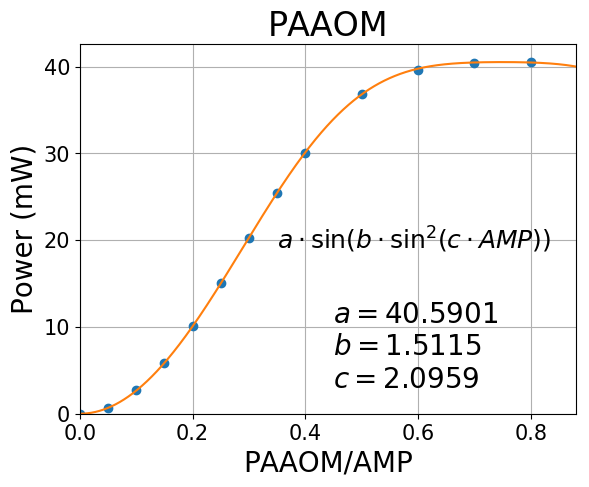 PAAOM
40
30
20
10
0
Power (mW)
a · sin(b · sin²(c · AMP))
a = 40.5901
b = 1.5115
c = 2.0959
0.0 0.2 0.4 0.6 0.8
PAAOM/AMP